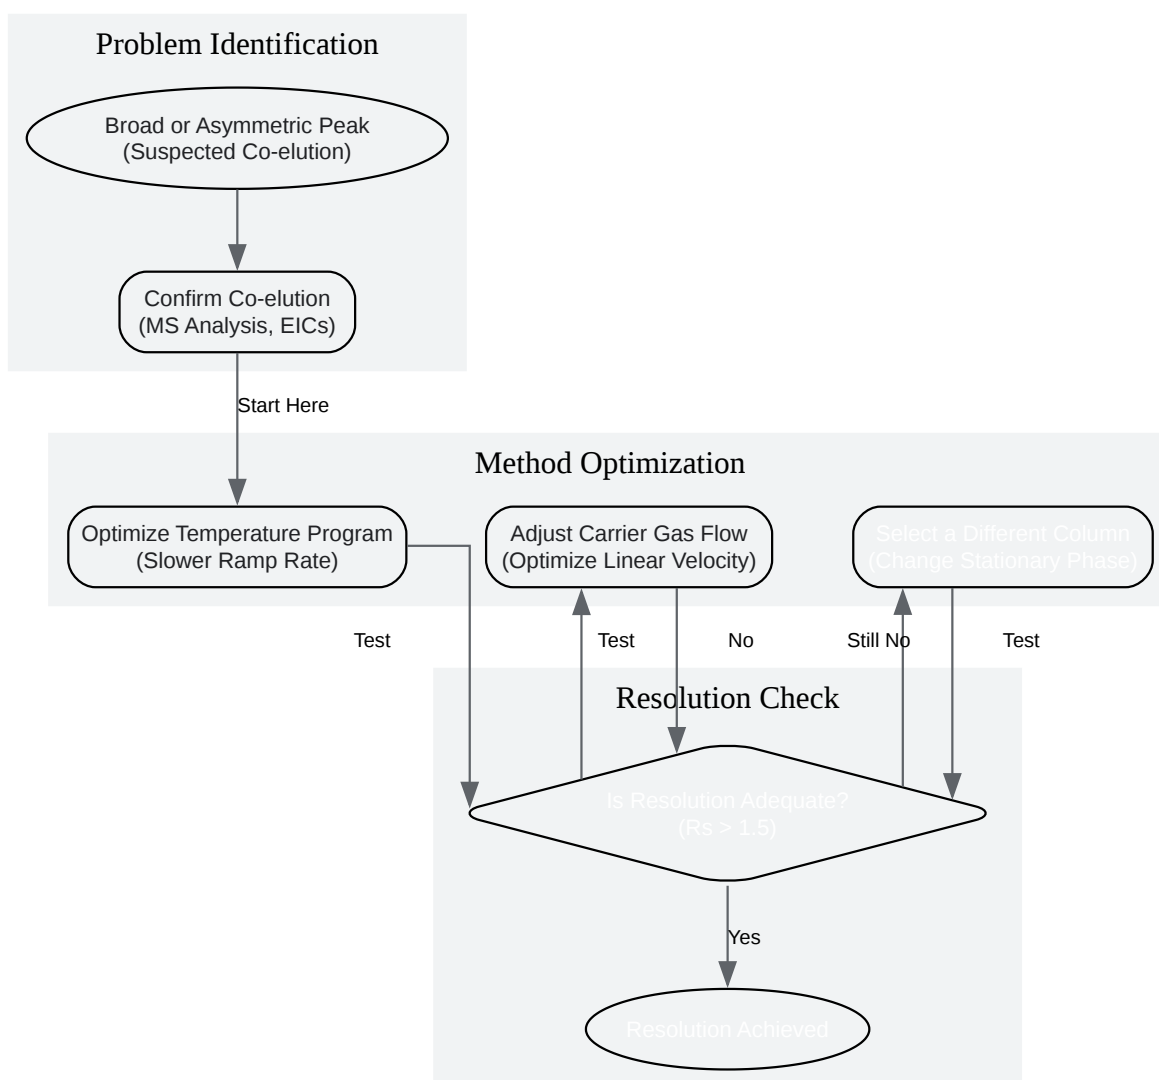 Problem Identification
Broad or Asymmetric Peak
(Suspected Co-elution)
Confirm Co-elution
(MS Analysis, EICs)
Start Here
Method Optimization
Optimize Temperature Program
(Slower Ramp Rate)
Adjust Carrier Gas Flow
(Optimize Linear Velocity)
Select a Different Column
(Change Stationary Phase)
Test
Test
No
Still No
Test
Resolution Check
Is Resolution Adequate?
(Rs > 1.5)
Yes
Resolution Achieved